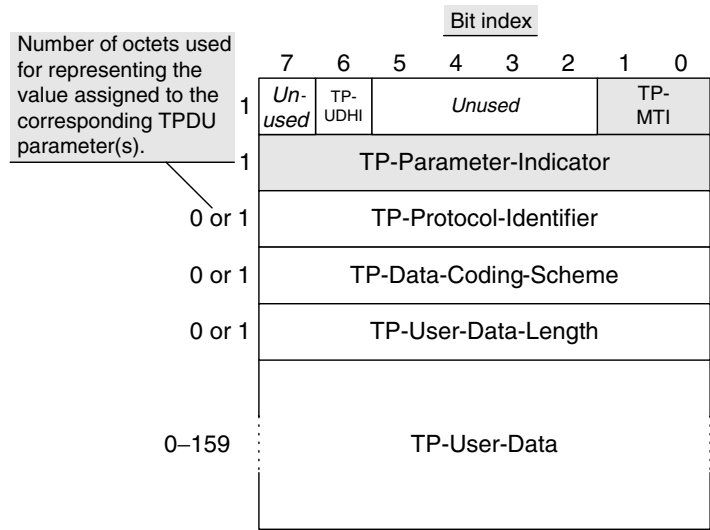 Bit index
Number of octets used
for representing the
value assigned to the
corresponding TPDU
parameter(s).
7 6 5 4 3 2 1 0
1 Un-
used TP-
UDHI Unused TP-
MTI
1 TP-Parameter-Indicator
0 or 1 TP-Protocol-Identifier
0 or 1 TP-Data-Coding-Scheme
0 or 1 TP-User-Data-Length
0–159 TP-User-Data